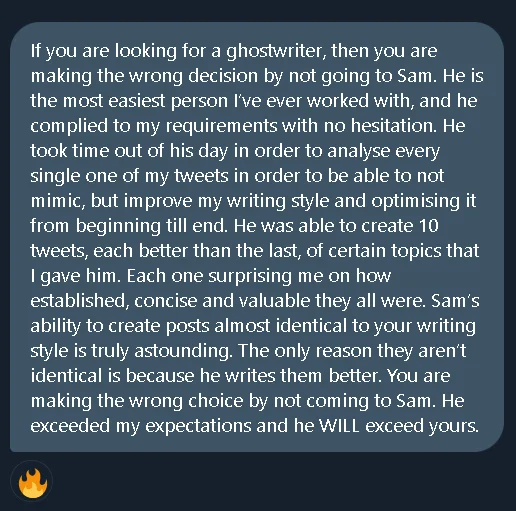 If you are looking for a ghostwriter, then you are
making the wrong decision by not going to Sam. He is
the most easiest person I've ever worked with, and he
complied to my requirements with no hesitation. He
took time out of his day in order to analyse every
single one of my tweets in order to be able to not
mimic, but improve my writing style and optimising it
from beginning till end. He was able to create 10
tweets, each better than the last, of certain topics that
I gave him. Each one surprising me on how
established, concise and valuable they all were. Sam's
ability to create posts almost identical to your writing
style is truly astounding. The only reason they aren't
identical is because he writes them better. You are
making the wrong choice by not coming to Sam. He
exceeded my expectations and he WILL exceed yours.